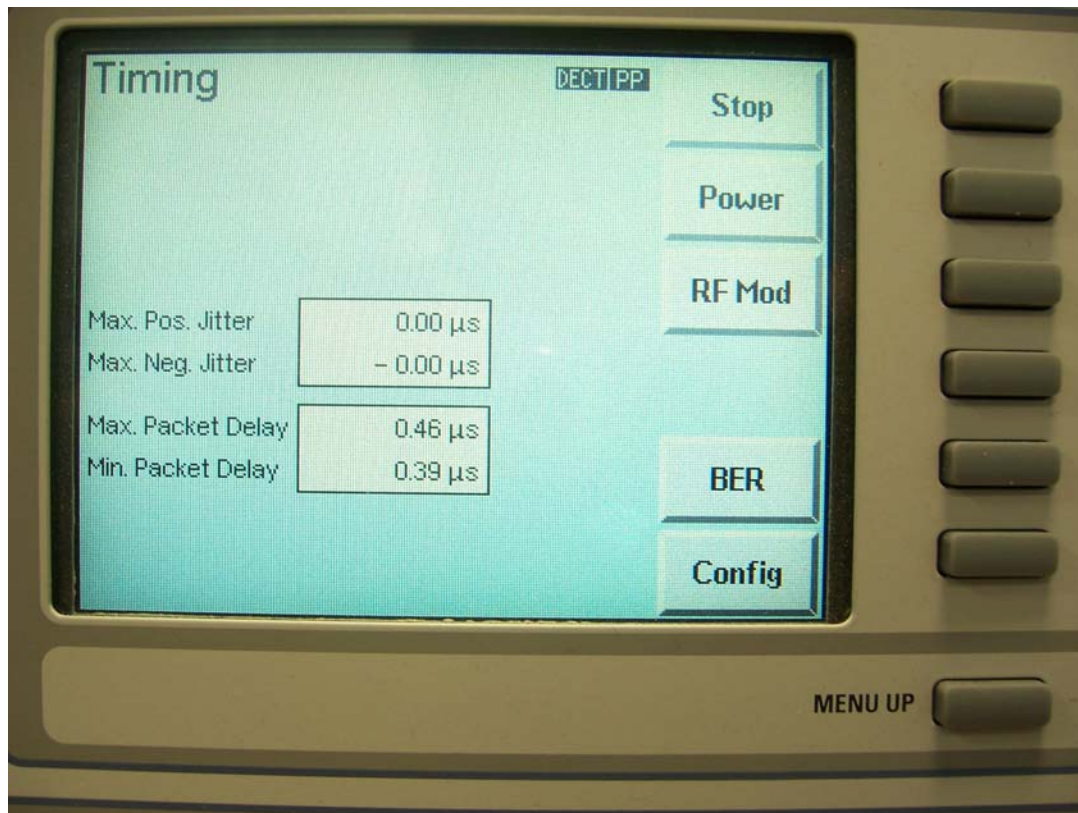 Timing DECT PP
Stop
Power
RF Mod
Max. Pos. Jitter 0.00 µs
Max. Neg. Jitter – 0.00 µs
Max. Packet Delay 0.46 µs
Min. Packet Delay 0.39 µs
BER
Config
MENU UP